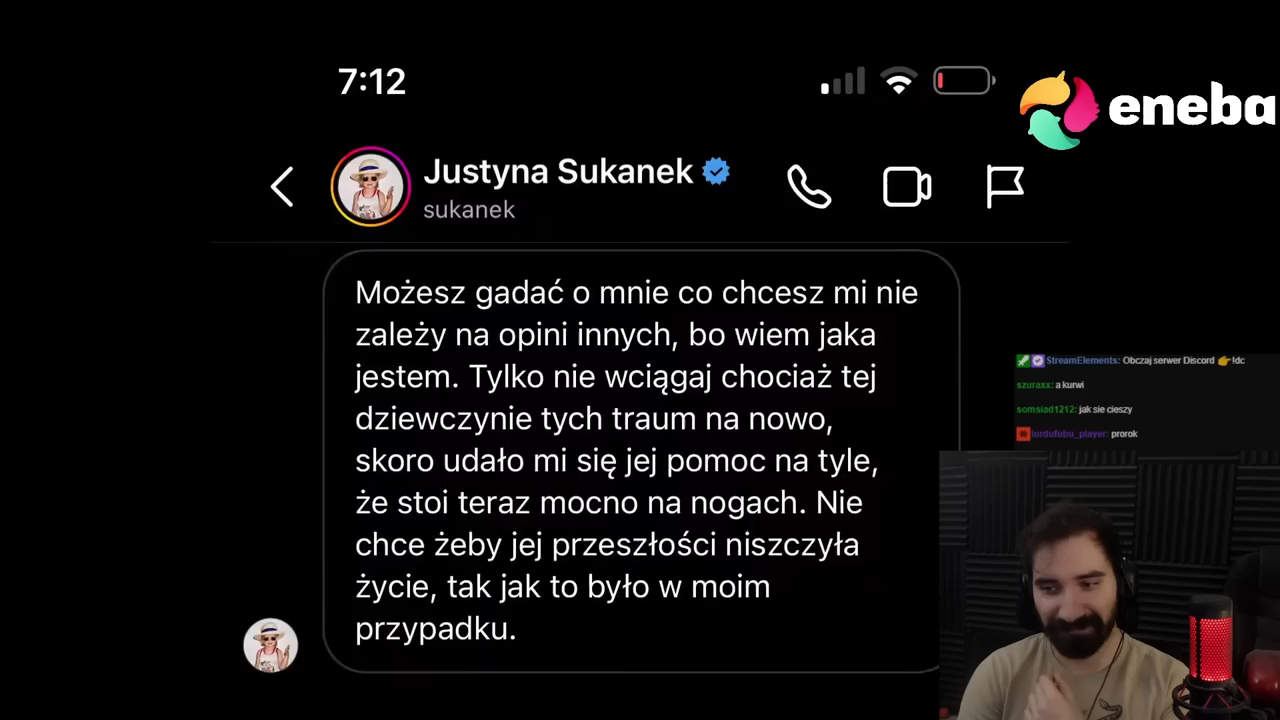 7:12
eneba
Justyna Sukanek
sukanek
Możesz gadać o mnie co chcesz mi nie
zależy na opini innych, bo wiem jaka
jestem. Tylko nie wciągaj chociaż tej
dziewczynie tych traum na nowo,
skoro udało mi się jej pomoc na tyle,
że stoi teraz mocno na nogach. Nie
chce żeby jej przeszłości niszczyła
życie, tak jak to było w moim
przypadku.
StreamElements: Obczaj serwer Discord 👉 !dc
szuraxx: a kurwi
somsiad1212: jak sie cieszy
lordufubu_player: prorok